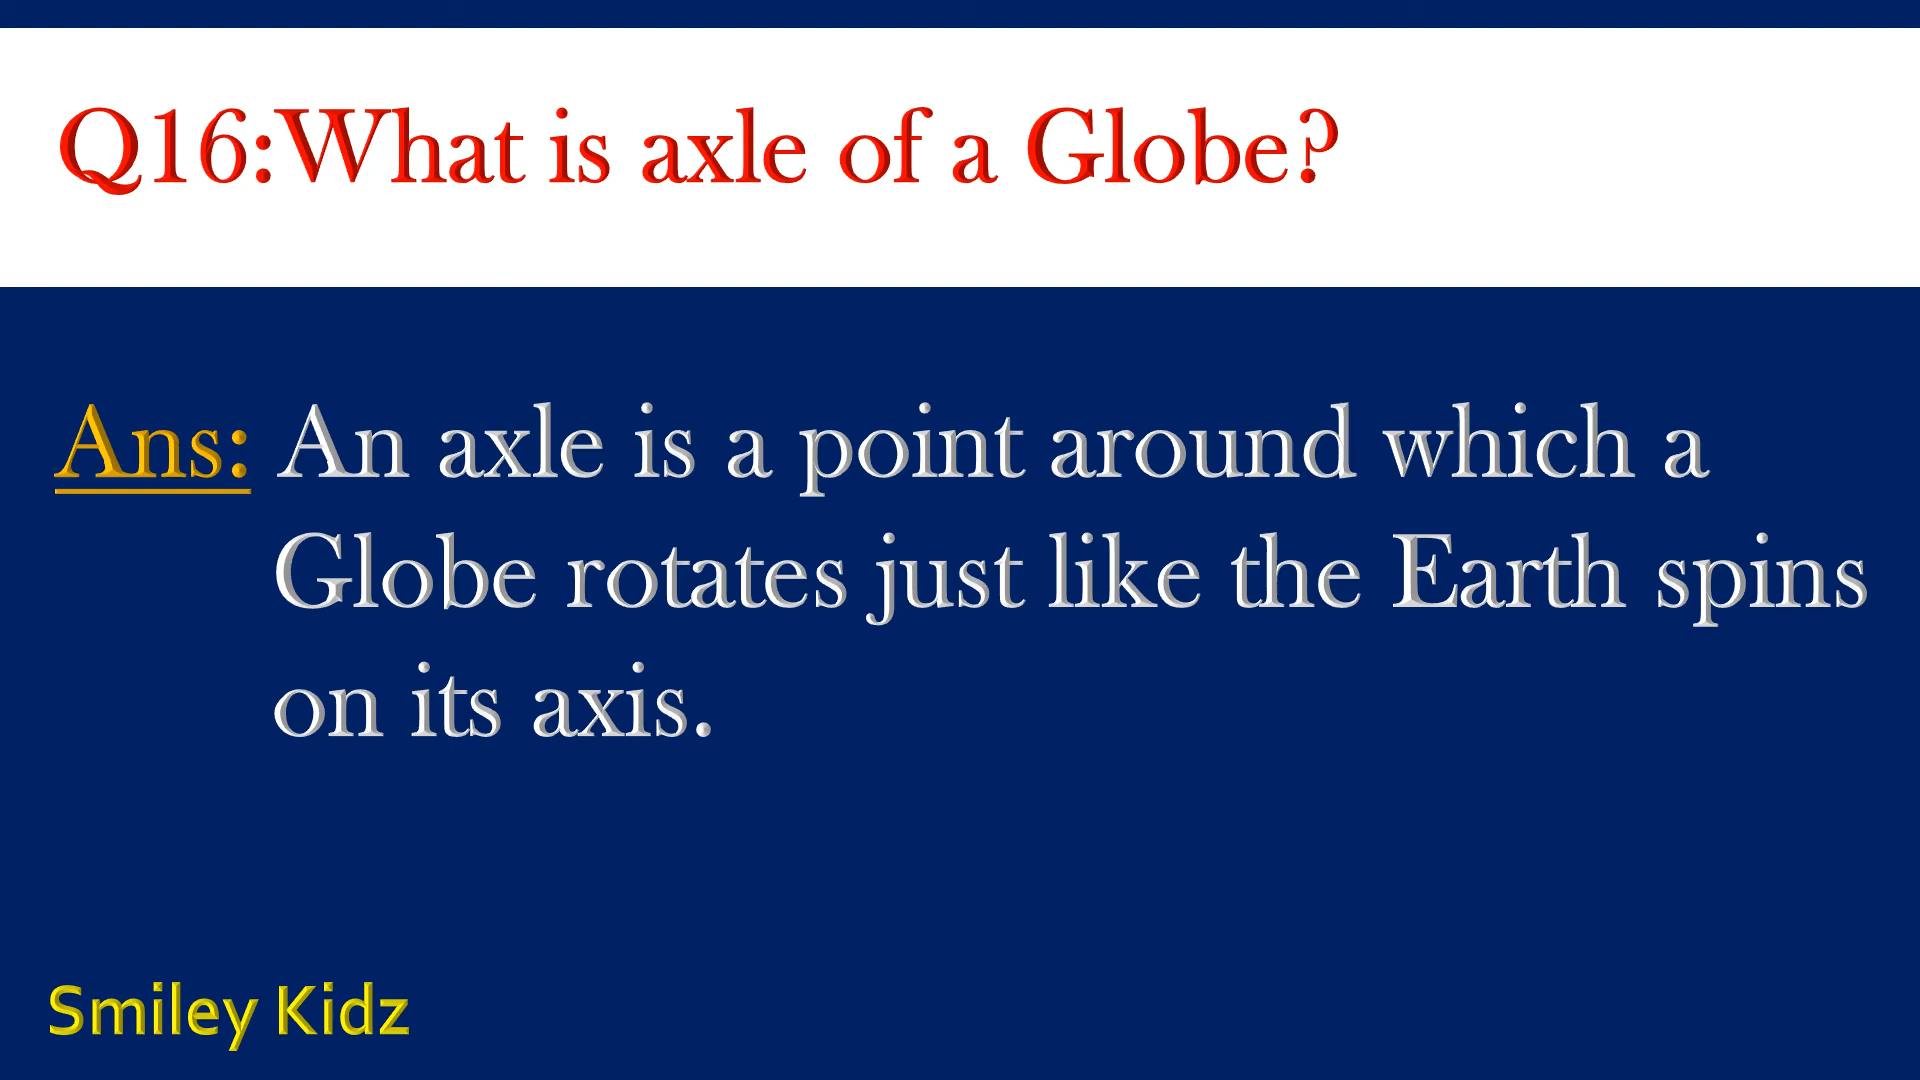 Q16:What is axle of a Globe?
Ans: An axle is a point around which a
Globe rotates just like the Earth spins
on its axis.
Smiley Kidz